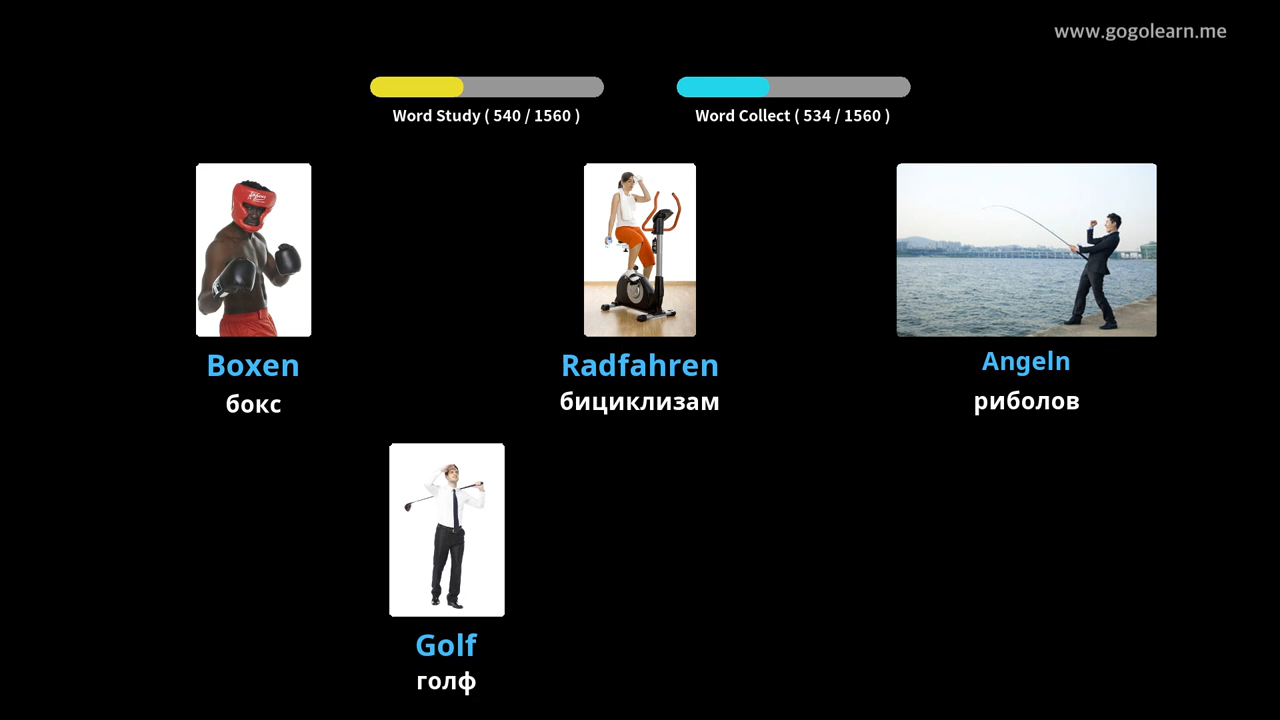 www.gogolearn.me
Word Study ( 540 / 1560 )
Word Collect ( 534 / 1560 )
Boxen
бокс
Radfahren
бициклизам
Angeln
риболов
Golf
голф